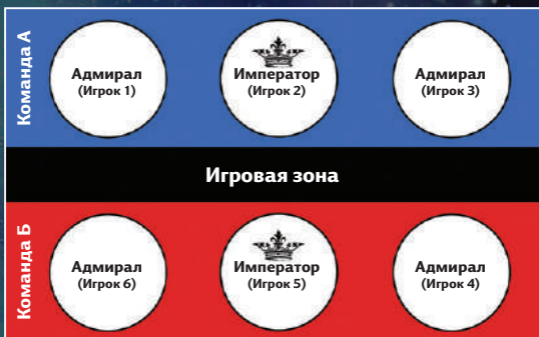 Команда А
Адмирал
(Игрок 1)
Император
(Игрок 2)
Адмирал
(Игрок 3)
Игровая зона
Команда Б
Адмирал
(Игрок 6)
Император
(Игрок 5)
Адмирал
(Игрок 4)